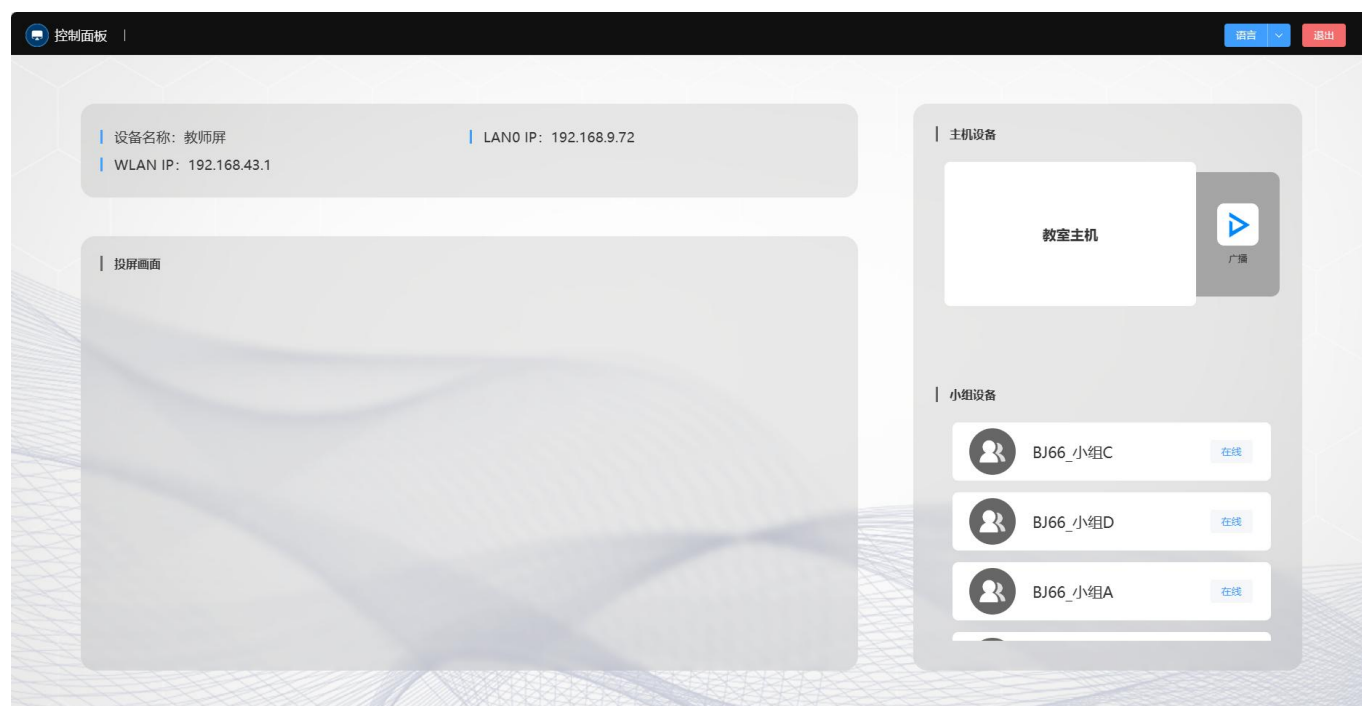 控制面板 |
语言
退出
设备名称：教师屏
LAN0 IP：192.168.9.72
WLAN IP：192.168.43.1
投屏画面
主机设备
教室主机
广播
小组设备
BJ66_小组C
在线
BJ66_小组D
在线
BJ66_小组A
在线